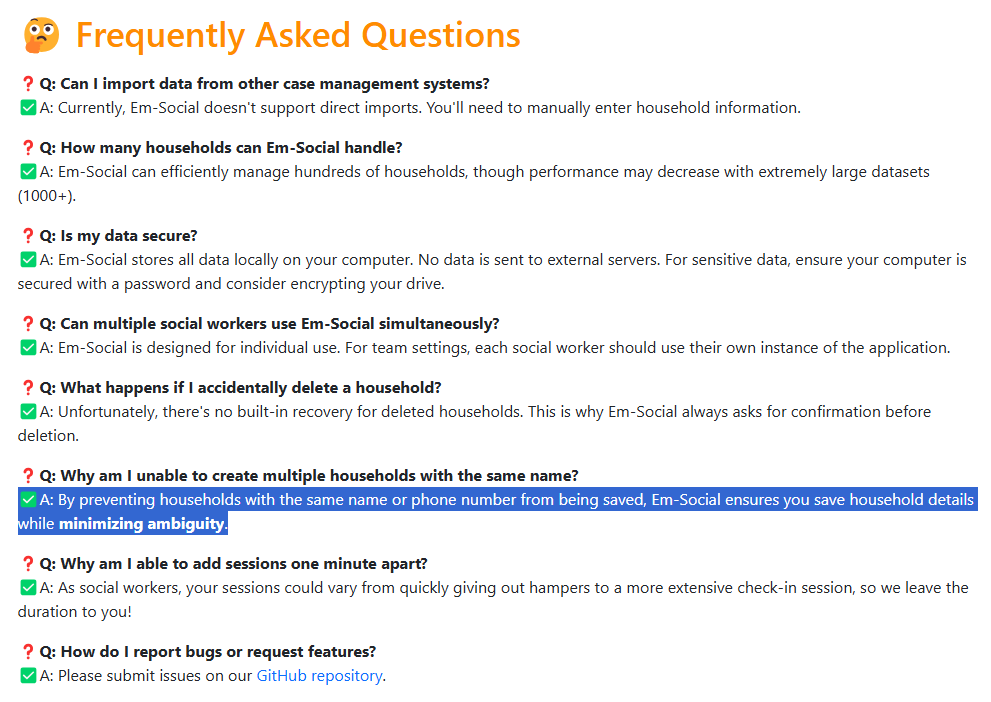 🤔 Frequently Asked Questions
❓ Q: Can I import data from other case management systems?
✅ A: Currently, Em-Social doesn't support direct imports. You'll need to manually enter household information.
❓ Q: How many households can Em-Social handle?
✅ A: Em-Social can efficiently manage hundreds of households, though performance may decrease with extremely large datasets
(1000+).
❓ Q: Is my data secure?
✅ A: Em-Social stores all data locally on your computer. No data is sent to external servers. For sensitive data, ensure your computer is
secured with a password and consider encrypting your drive.
❓ Q: Can multiple social workers use Em-Social simultaneously?
✅ A: Em-Social is designed for individual use. For team settings, each social worker should use their own instance of the application.
❓ Q: What happens if I accidentally delete a household?
✅ A: Unfortunately, there's no built-in recovery for deleted households. This is why Em-Social always asks for confirmation before
deletion.
❓ Q: Why am I unable to create multiple households with the same name?
✅ A: By preventing households with the same name or phone number from being saved, Em-Social ensures you save household details
while minimizing ambiguity.
❓ Q: Why am I able to add sessions one minute apart?
✅ A: As social workers, your sessions could vary from quickly giving out hampers to a more extensive check-in session, so we leave the
duration to you!
❓ Q: How do I report bugs or request features?
✅ A: Please submit issues on our GitHub repository.